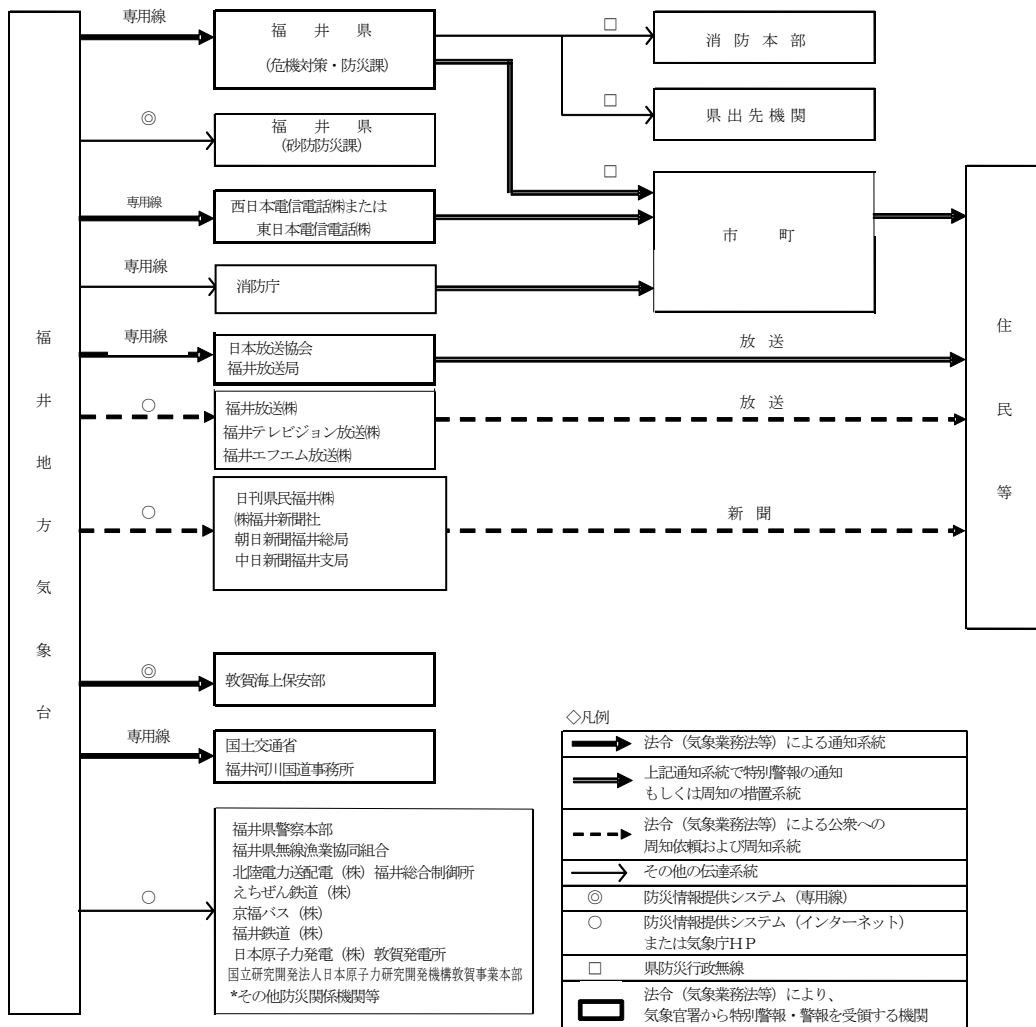 福井地方気象台
専用線
福井県
(危機対策・防災課)
□
消防本部
□
県出先機関
◎
福井県
(砂防防災課)
□
専用線
西日本電信電話㈱または
東日本電信電話㈱
市町
専用線
消防庁
専用線
日本放送協会
福井放送局
放送
○
福井放送㈱
福井テレビジョン放送㈱
福井エフエム放送㈱
放送
○
日刊県民福井㈱
㈱福井新聞社
朝日新聞福井総局
中日新聞福井支局
新聞
住民等
◎
敦賀海上保安部
専用線
国土交通省
福井河川国道事務所
○
福井県警察本部
福井県無線漁業協同組合
北陸電力送配電（株）福井総合制御所
えちぜん鉄道（株）
京福バス（株）
福井鉄道（株）
日本原子力発電（株）敦賀発電所
国立研究開発法人日本原子力研究開発機構敦賀事業本部
*その他防災関係機関等
◇凡例
法令（気象業務法等）による通知系統
上記通知系統で特別警報の通知
もしくは周知の措置系統
法令（気象業務法等）による公衆への
周知依頼および周知系統
その他の伝達系統
◎ 防災情報提供システム（専用線）
○ 防災情報提供システム（インターネット）
または気象庁ＨＰ
□ 県防災行政無線
法令（気象業務法等）により、
気象官署から特別警報・警報を受領する機関